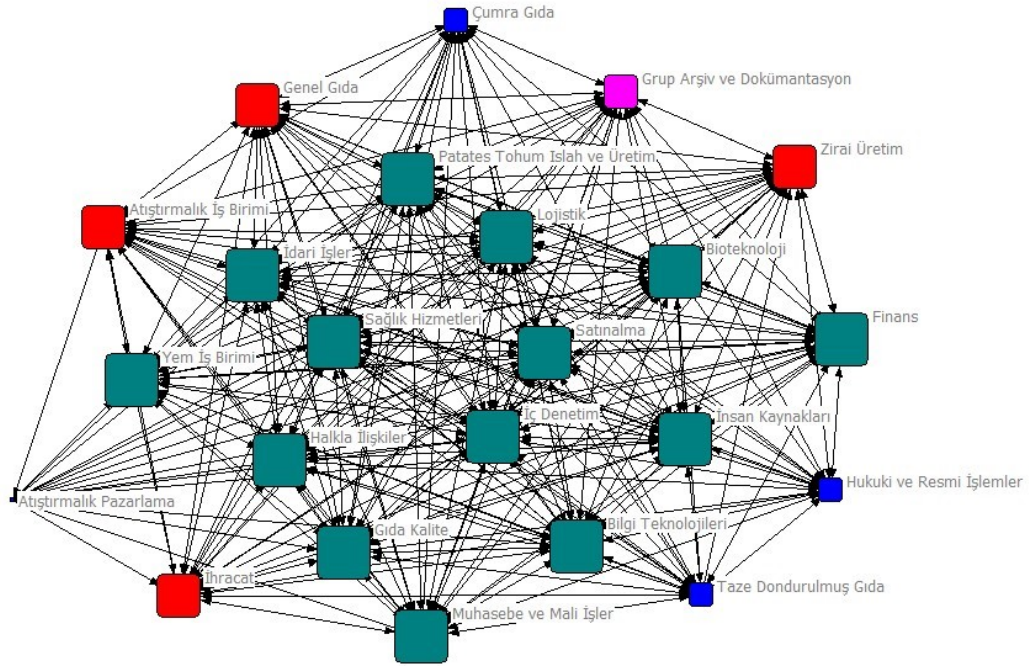 Çumra Gıda
Grup Arşiv ve Dokümantasyon
Genel Gıda
Zirai Üretim
Patates Tohum Islah ve Üretim
Atıştırmalık İş Birimi
Lojistik
İdari İşler
Bioteknoloji
Sağlık Hizmetleri
Finans
Satınalma
Yem İş Birimi
İç Denetim
İnsan Kaynakları
Halkla İlişkiler
Hukuki ve Resmi İşlemler
Atıştırmalık Pazarlama
Bilgi Teknolojileri
Gıda Kalite
İhracat
Taze Dondurulmuş Gıda
Muhasebe ve Mali İşler